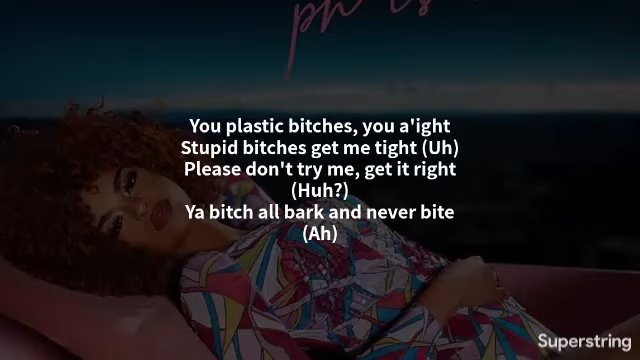 You plastic bitches, you a'ight
Stupid bitches get me tight (Uh)
Please don't try me, get it right
(Huh?)
Ya bitch all bark and never bite
(Ah)
Superstring